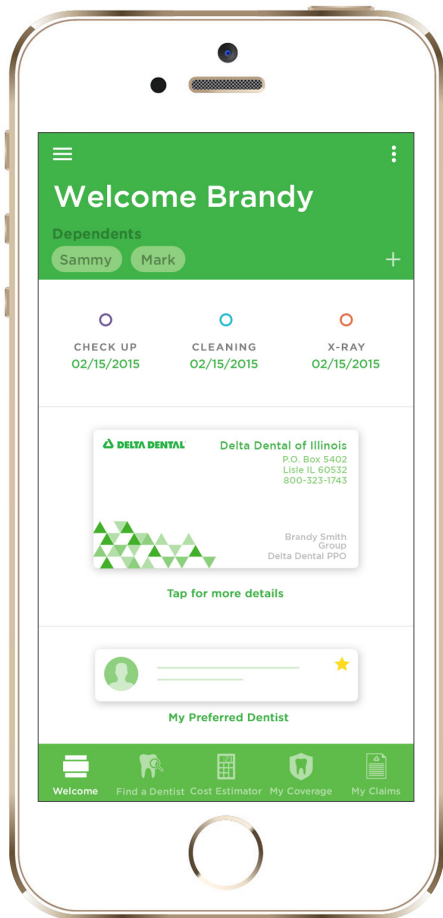 Welcome Brandy
Dependents
Sammy Mark
CHECK UP CLEANING X-RAY
02/15/2015 02/15/2015 02/15/2015
DELTA DENTAL
Delta Dental of Illinois
P.O. Box 5402
Lisle IL 60532
800-323-1743
Brandy Smith
Group
Delta Dental PPO
Tap for more details
My Preferred Dentist
Welcome Find a Dentist Cost Estimator My Coverage My Claims